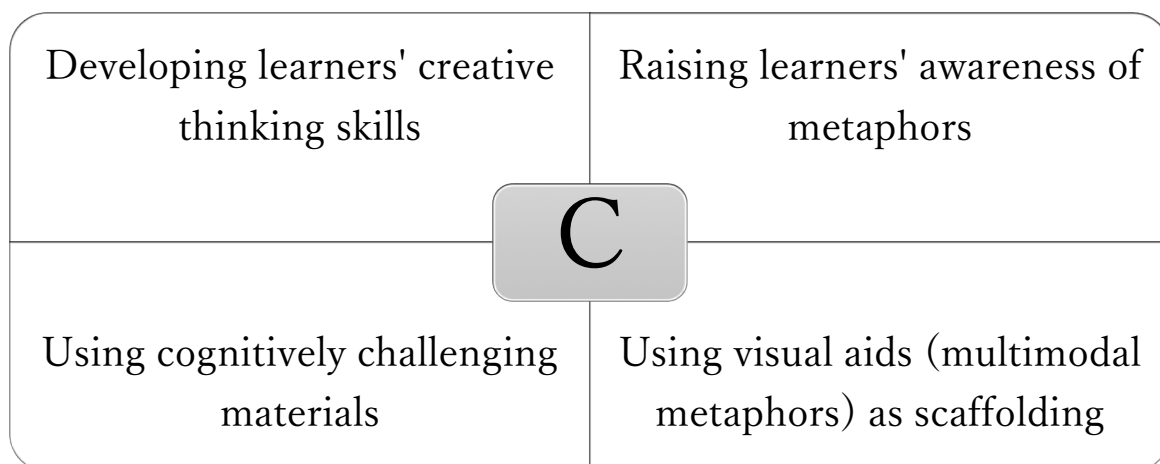 Developing learners' creative
thinking skills
Raising learners' awareness of
metaphors
C
Using cognitively challenging
materials
Using visual aids (multimodal
metaphors) as scaffolding